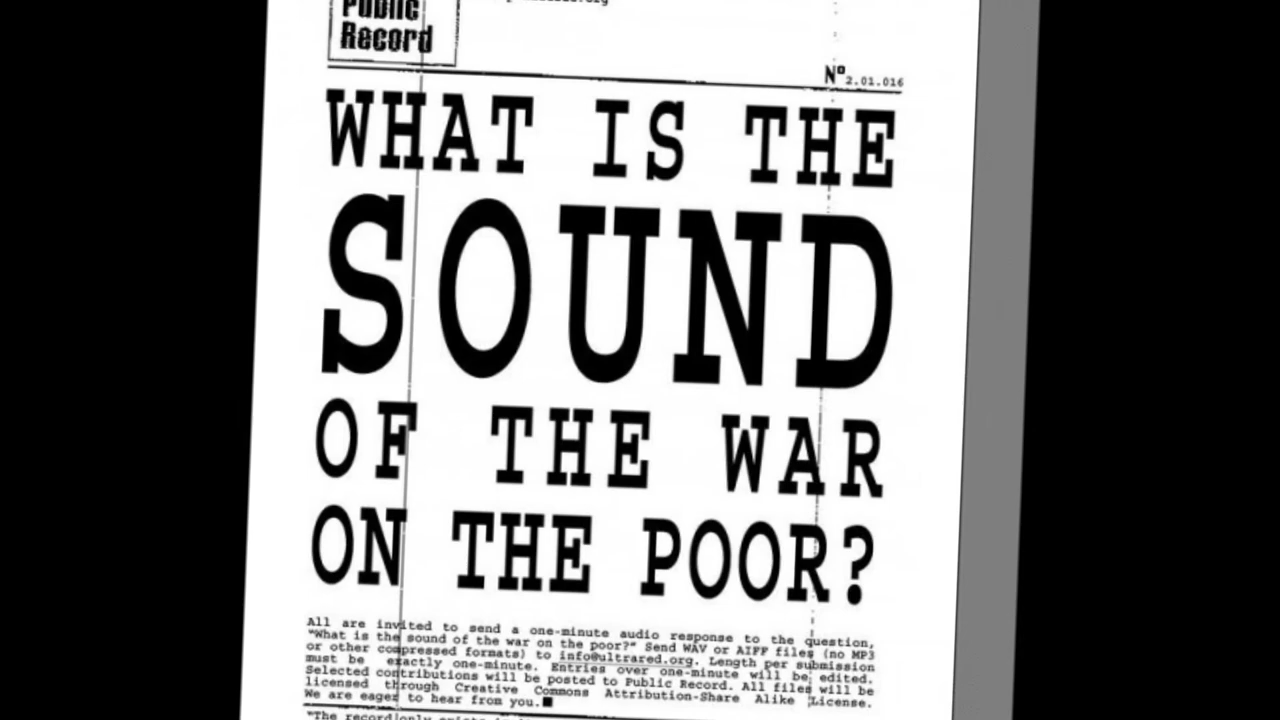 Public
Record
Nº 2.01.016
WHAT IS THE
SOUND
OF THE WAR
ON THE POOR?
All are invited to send a one-minute audio response to the question,
"What is the sound of the war on the poor?" Send WAV or AIFF files (no MP3
or other compressed formats) to info@ultrared.org. Length per submission
must be exactly one-minute. Entries over one-minute will be edited.
Selected contributions will be posted to Public Record. All files will be
licensed through Creative Commons Attribution-Share Alike License.
We are eager to hear from you.■
"The record only exists